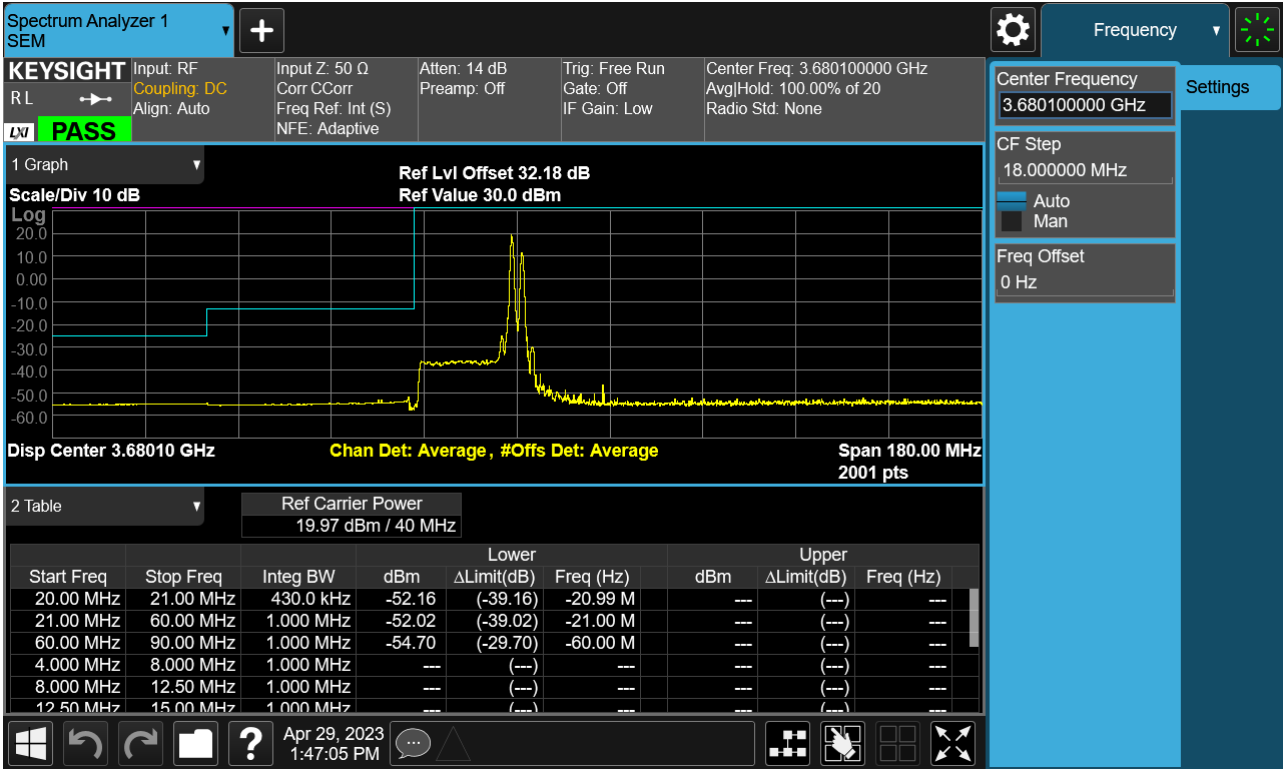 Spectrum Analyzer 1
SEM
Frequency
KEYSIGHT
R L
LXI PASS
Input: RF
Coupling: DC
Align: Auto
Input Z: 50 Ω
Corr CCorr
Freq Ref: Int (S)
NFE: Adaptive
Atten: 14 dB
Preamp: Off
Trig: Free Run
Gate: Off
IF Gain: Low
Center Freq: 3.680100000 GHz
Avg|Hold: 100.00% of 20
Radio Std: None
Center Frequency
3.680100000 GHz
Settings
CF Step
18.000000 MHz
Auto
Man
Freq Offset
0 Hz
1 Graph
Ref Lvl Offset 32.18 dB
Scale/Div 10 dB Ref Value 30.0 dBm
Log
20.0
10.0
0.00
-10.0
-20.0
-30.0
-40.0
-50.0
-60.0
Disp Center 3.68010 GHz Chan Det: Average , #Offs Det: Average Span 180.00 MHz
2001 pts
2 Table
Ref Carrier Power
19.97 dBm / 40 MHz
Lower Upper
Start Freq Stop Freq Integ BW dBm ΔLimit(dB) Freq (Hz) dBm ΔLimit(dB) Freq (Hz)
20.00 MHz 21.00 MHz 430.0 kHz -52.16 (-39.16) -20.99 M --- (---) ---
21.00 MHz 60.00 MHz 1.000 MHz -52.02 (-39.02) -21.00 M --- (---) ---
60.00 MHz 90.00 MHz 1.000 MHz -54.70 (-29.70) -60.00 M --- (---) ---
4.000 MHz 8.000 MHz 1.000 MHz --- (---) --- --- (---) ---
8.000 MHz 12.50 MHz 1.000 MHz --- (---) --- --- (---) ---
12.50 MHz 15.00 MHz 1.000 MHz --- (---) --- --- (---) ---
? Apr 29, 2023
1:47:05 PM